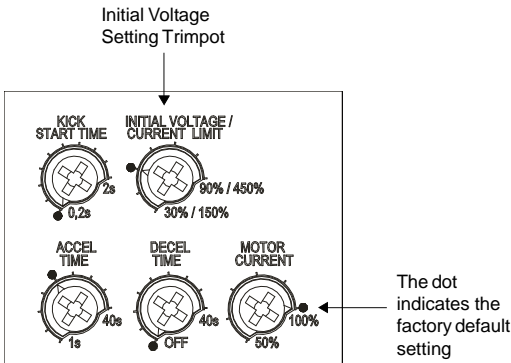 Initial Voltage
Setting Trimpot
KICK
START TIME
INITIAL VOLTAGE /
CURRENT LIMIT
2s
0,2s
90% / 450%
30% / 150%
ACCEL
TIME
DECEL
TIME
MOTOR
CURRENT
40s
1s
40s
OFF
100%
50%
The dot
indicates the
factory default
setting